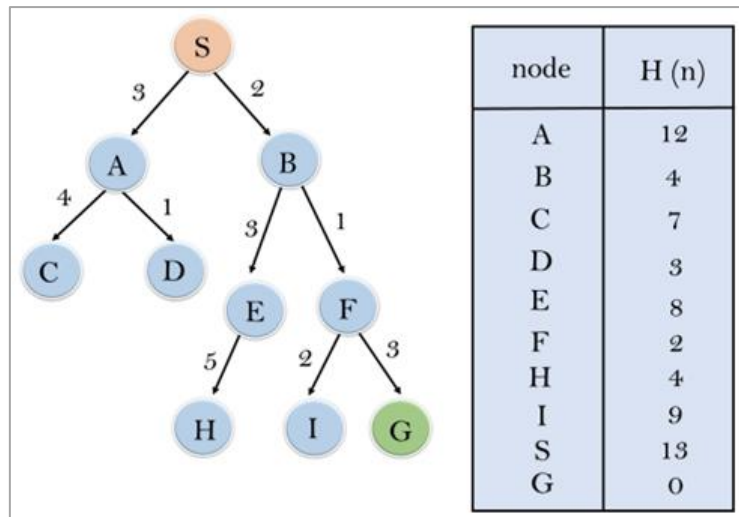 S
3 2
A B
4 1 3 1
C D
E F
5 2 3
H I G
node H (n)
A 12
B 4
C 7
D 3
E 8
F 2
H 4
I 9
S 13
G 0